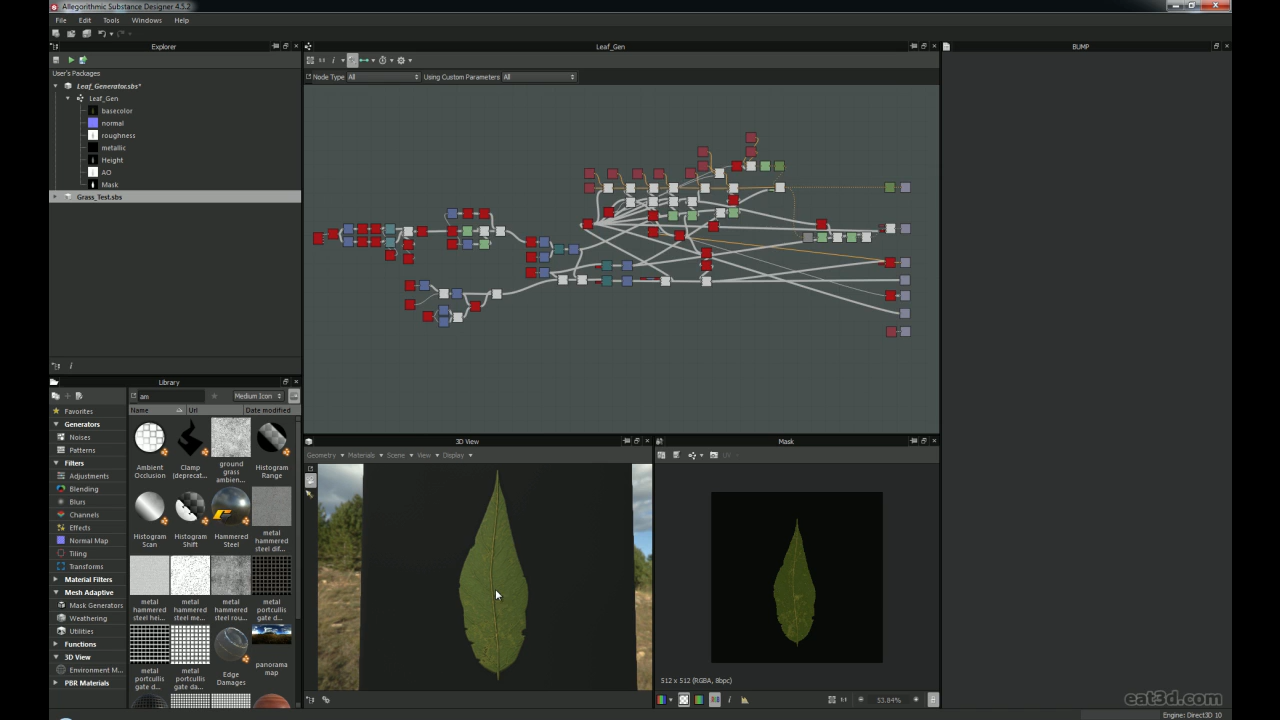 Allegorithmic Substance Designer 4.5.2
File Edit Tools Windows Help
Explorer
Leaf_Gen
BUMP
Node Type All Using Custom Parameters All
User's Packages
Leaf_Generator.sbs*
Leaf_Gen
basecolor
normal
roughness
metallic
Height
AO
Mask
Grass_Test.sbs
Library
am Medium Icon
Name Url Date modified
Favorites
Generators
Noises
Patterns
Filters
Adjustments
Blending
Blurs
Channels
Effects
Normal Map
Tiling
Transforms
Material Filters
Mesh Adaptive
Mask Generators
Weathering
Utilities
Functions
3D View
Environment M...
PBR Materials
Ambient Occlusion
Clamp (deprecat...
ground grass ambien...
Histogram Range
Histogram Scan
Histogram Shift
Hammered Steel
metal hammered steel dif...
metal hammered steel hei...
metal hammered steel me...
metal hammered steel rou...
metal portcullis gate d...
metal portcullis gate d...
metal portcullis gate da...
Edge Damages
panorama map
3D View
Geometry Materials Scene View Display
Mask
512 x 512 (RGBA, 8bpc)
53.84%
eat3d.com
Engine: Direct3D 10